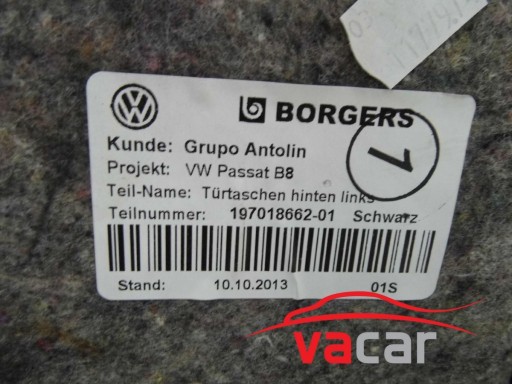 BORGERS
Kunde: Grupo Antolin
Projekt: VW Passat B8
Teil-Name: Türtaschen hinten links
Teilnummer: 197018662-01 Schwarz
1
Stand: 10.10.2013 01S
vacar